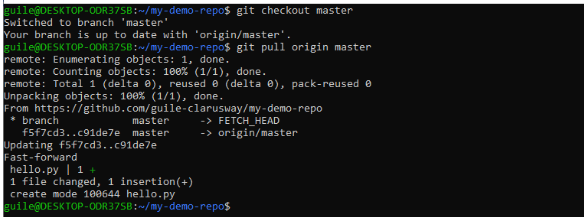 guile@DESKTOP-ODR37SB:~/my-demo-repo$ git checkout master
Switched to branch 'master'
Your branch is up to date with 'origin/master'.
guile@DESKTOP-ODR37SB:~/my-demo-repo$ git pull origin master
remote: Enumerating objects: 1, done.
remote: Counting objects: 100% (1/1), done.
remote: Total 1 (delta 0), reused 0 (delta 0), pack-reused 0
Unpacking objects: 100% (1/1), done.
From https://github.com/guile-clarusway/my-demo-repo
 * branch            master     -> FETCH_HEAD
   f5f7cd3..c91de7e  master     -> origin/master
Updating f5f7cd3..c91de7e
Fast-forward
 hello.py | 1 +
 1 file changed, 1 insertion(+)
 create mode 100644 hello.py
guile@DESKTOP-ODR37SB:~/my-demo-repo$